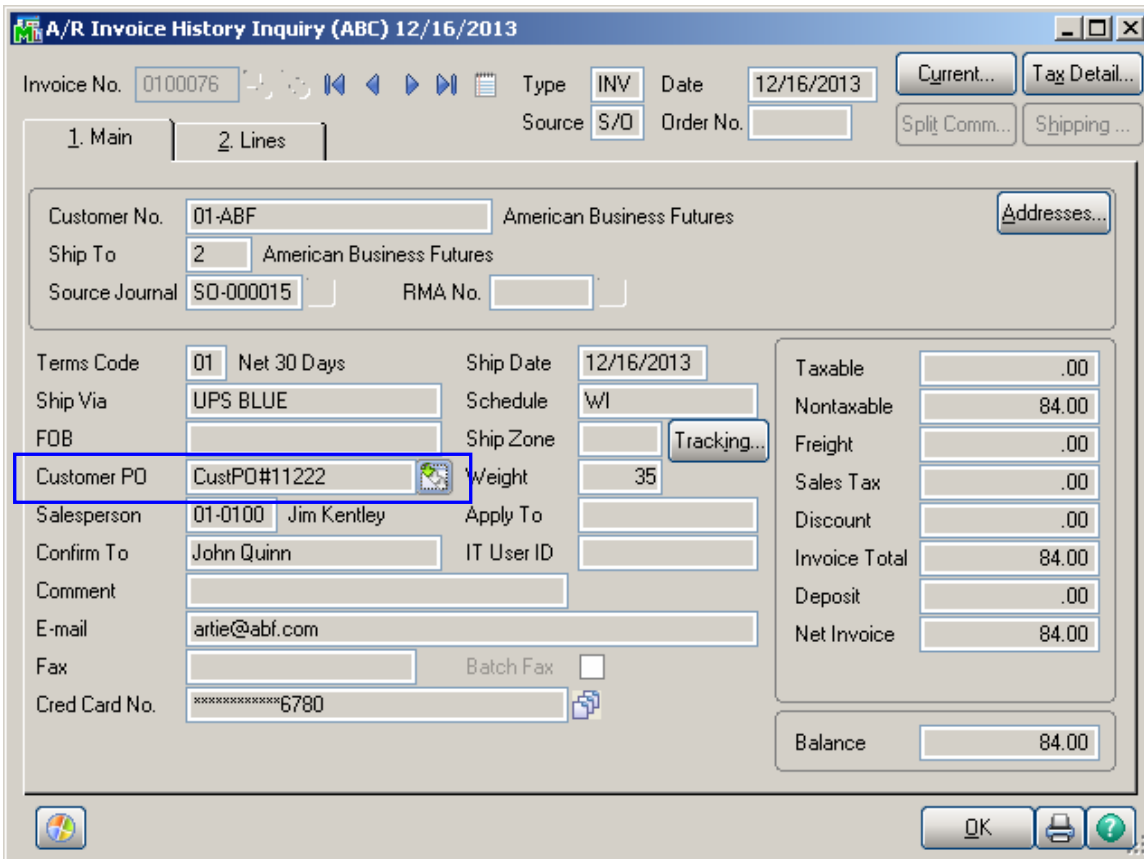 A/R Invoice History Inquiry (ABC) 12/16/2013
Invoice No. 0100076 Type INV Date 12/16/2013 Current... Tax Detail...
Source S/O Order No. Split Comm... Shipping ...
1. Main 2. Lines
Customer No. 01-ABF American Business Futures Addresses...
Ship To 2 American Business Futures
Source Journal SO-000015 RMA No.
Terms Code 01 Net 30 Days Ship Date 12/16/2013 Taxable .00
Ship Via UPS BLUE Schedule WI Nontaxable 84.00
FOB Ship Zone Tracking... Freight .00
Customer PO CustPO#11222 Weight 35 Sales Tax .00
Salesperson 01-0100 Jim Kentley Apply To Discount .00
Confirm To John Quinn IT User ID Invoice Total 84.00
Comment Deposit .00
E-mail artie@abf.com Net Invoice 84.00
Fax Batch Fax
Cred Card No. ************6780
Balance 84.00
OK